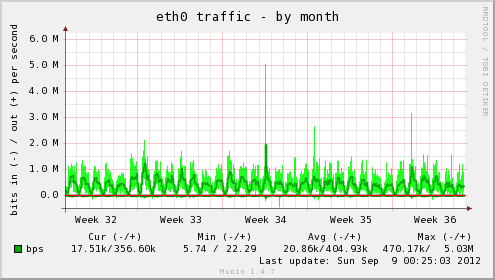 eth0 traffic - by month
RRDTOOL / TOBI OETIKER
bits in (-) / out (+) per second
6.0 M
5.0 M
4.0 M
3.0 M
2.0 M
1.0 M
0.0
Week 32 Week 33 Week 34 Week 35 Week 36
Cur (-/+) Min (-/+) Avg (-/+) Max (-/+)
bps 17.51k/356.60k 5.74 / 22.29 20.86k/404.93k 470.17k/ 5.03M
Last update: Sun Sep 9 00:25:03 2012
Munin 1.4.7